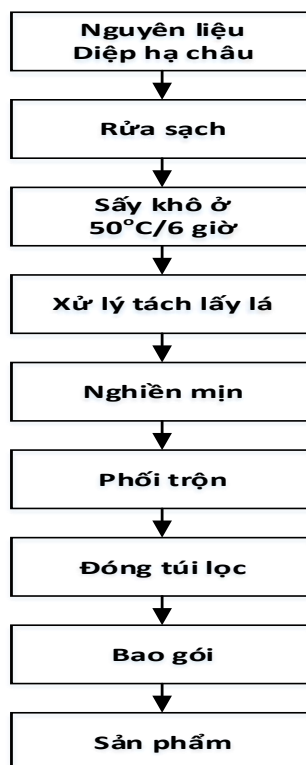 Nguyên liệu
Diệp hạ châu
Rửa sạch
Sấy khô ở
50°C/6 giờ
Xử lý tách lấy lá
Nghiền mịn
Phối trộn
Đóng túi lọc
Bao gói
Sản phẩm